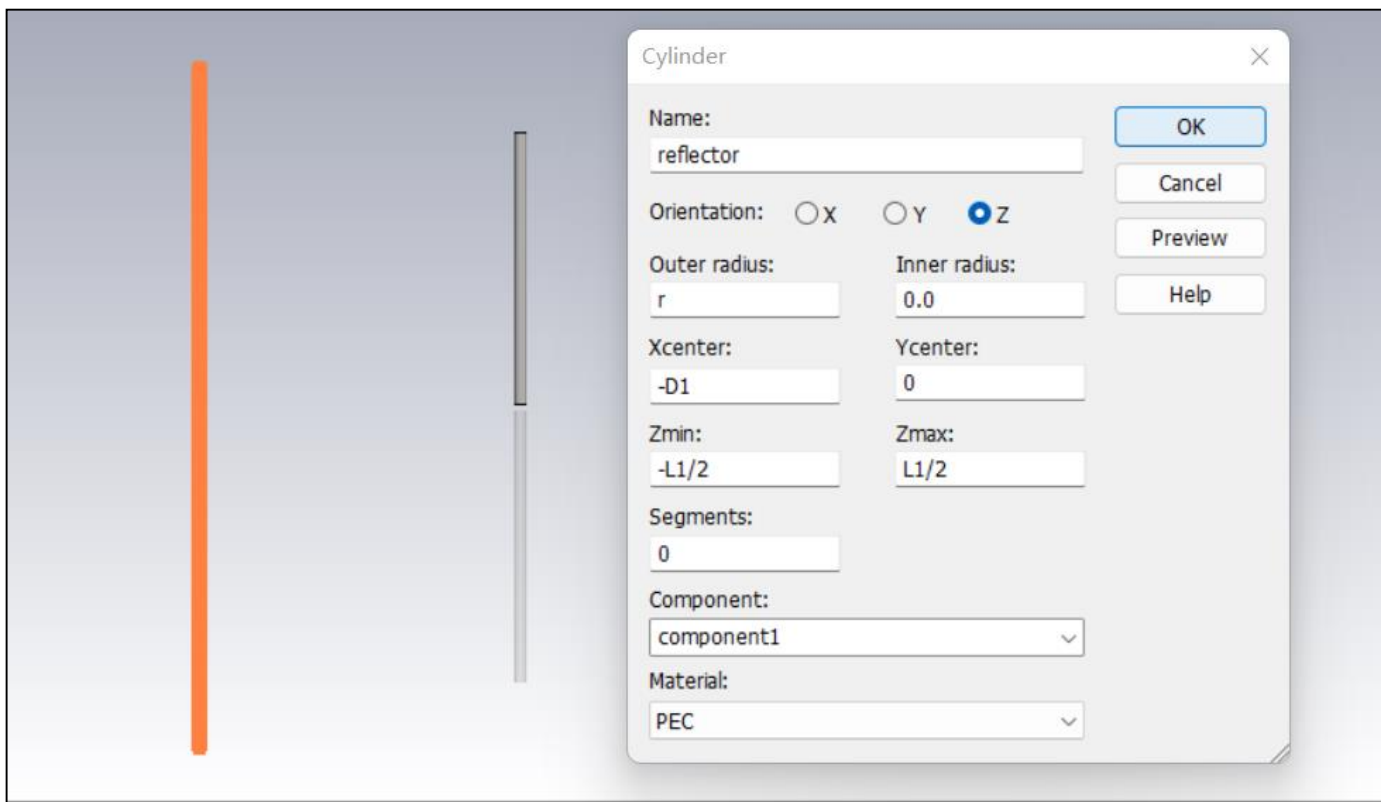 Cylinder
Name:
reflector
OK
Cancel
Orientation: X Y Z
Preview
Outer radius: Inner radius:
r 0.0
Help
Xcenter: Ycenter:
-D1 0
Zmin: Zmax:
-L1/2 L1/2
Segments:
0
Component:
component1
Material:
PEC